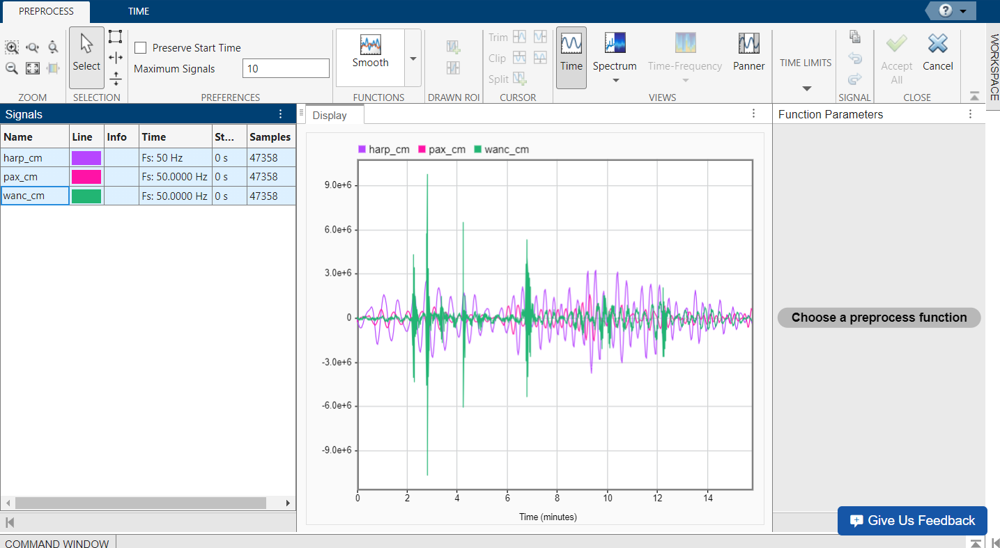 PREPROCESS TIME
?
Select
Preserve Start Time
Maximum Signals 10
Smooth
Trim
Clip
Split
Time Spectrum Time-Frequency Panner
TIME LIMITS
Accept All
Cancel
ZOOM SELECTION PREFERENCES FUNCTIONS DRAWN ROI CURSOR VIEWS SIGNAL CLOSE
WORKSPACE
Signals
Name Line Info Time St... Samples
harp_cm Fs: 50 Hz 0 s 47358
pax_cm Fs: 50.0000 Hz 0 s 47358
wanc_cm Fs: 50.0000 Hz 0 s 47358
Display
harp_cm pax_cm wanc_cm
9.0e+6
6.0e+6
3.0e+6
0
-3.0e+6
-6.0e+6
-9.0e+6
0 2 4 6 8 10 12 14
Time (minutes)
Function Parameters
Choose a preprocess function
Give Us Feedback
COMMAND WINDOW